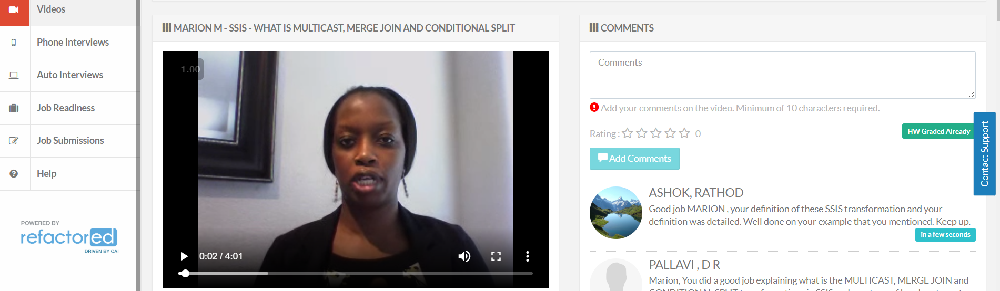 Videos
Phone Interviews
Auto Interviews
Job Readiness
Job Submissions
Help
POWERED BY
refactored
DRIVEN BY CAI
MARION M - SSIS - WHAT IS MULTICAST, MERGE JOIN AND CONDITIONAL SPLIT
1.00
0:02 / 4:01
COMMENTS
Comments
Add your comments on the video. Minimum of 10 characters required.
Rating : 0
HW Graded Already
Add Comments
Contact Support
ASHOK, RATHOD
Good job MARION , your definition of these SSIS transformation and your
definition was detailed. Well done on your example that you mentioned. Keep up.
in a few seconds
PALLAVI , D R
Marion, You did a good job explaining what is the MULTICAST, MERGE JOIN and